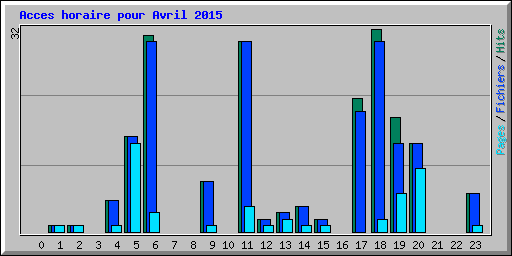 Acces horaire pour Avril 2015
32
Pages / Fichiers / Hits
0 1 2 3 4 5 6 7 8 9 10 11 12 13 14 15 16 17 18 19 20 21 22 23